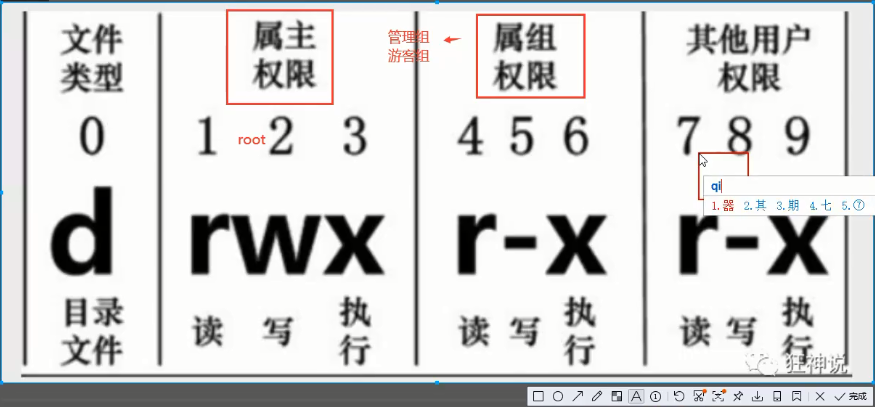 文件
类型
属主
权限
管理组
游客组
属组
权限
其他用户
权限
0
1 root 2 3
4 5 6
7 8 9
qi
1.器 2.其 3.期 4.七 5.⑦
d
rwx
r-x
r-x
目录
文件
读 写 执行
读 写 执行
读 写 执行
狂神说
A
完成